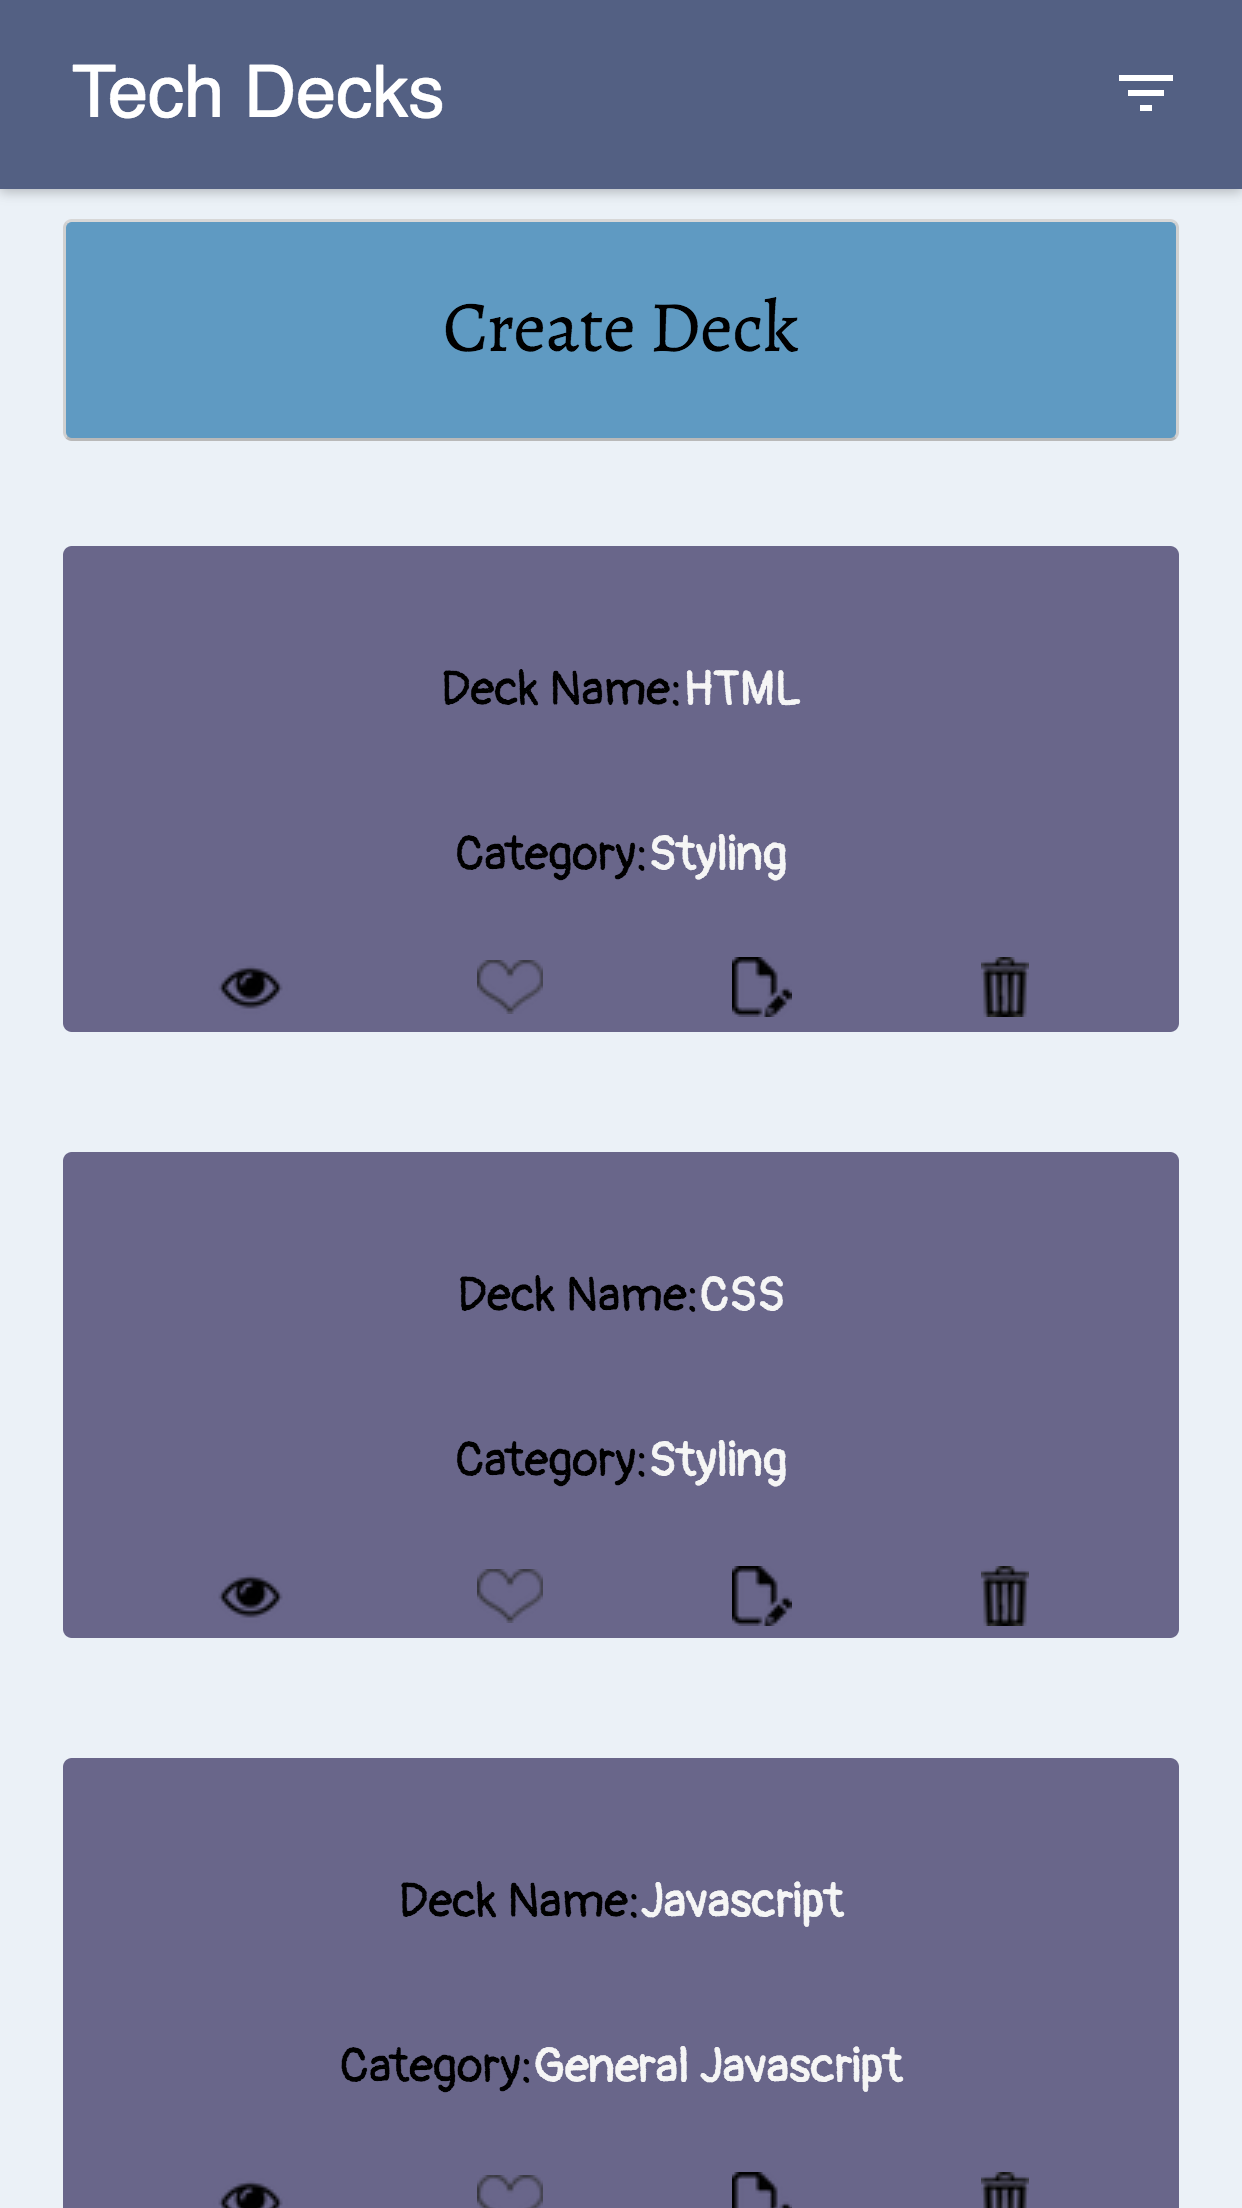 Tech Decks
Create Deck
Deck Name:HTML
Category:Styling
Deck Name:CSS
Category:Styling
Deck Name:Javascript
Category:General Javascript